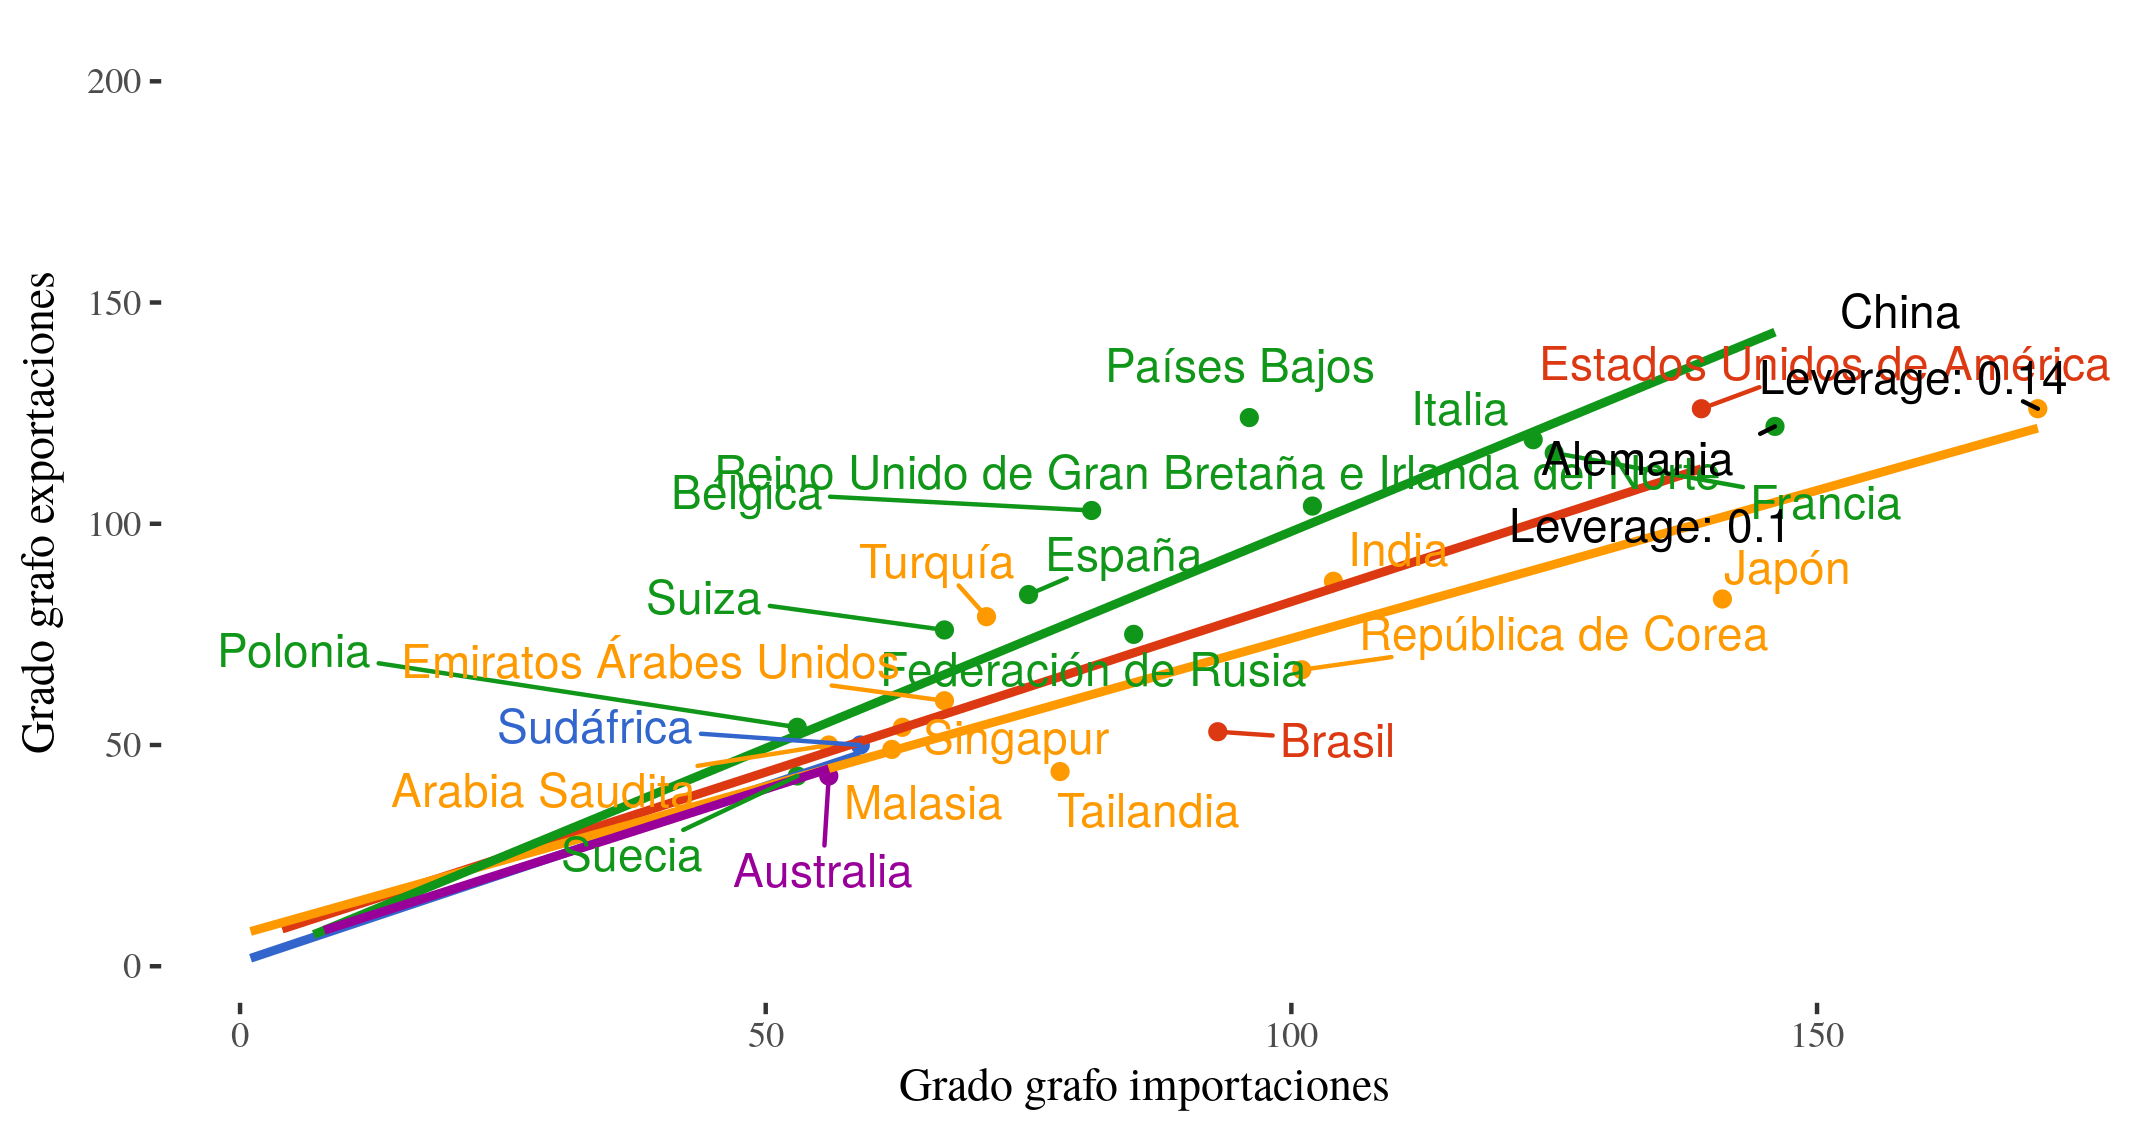 200
150
100
50
0
Grado grafo exportaciones
China
Estados Unidos de América
Leverage: 0.14
Países Bajos
Italia
Alemania
Reino Unido de Gran Bretaña e Irlanda del Norte
Bélgica
Francia
Leverage: 0.1
India
España
Turquía
Japón
Suiza
República de Corea
Polonia
Emiratos Árabes Unidos
Federación de Rusia
Sudáfrica
Singapur
Brasil
Arabia Saudita
Malasia
Tailandia
Suecia
Australia
0
50
100
150
Grado grafo importaciones